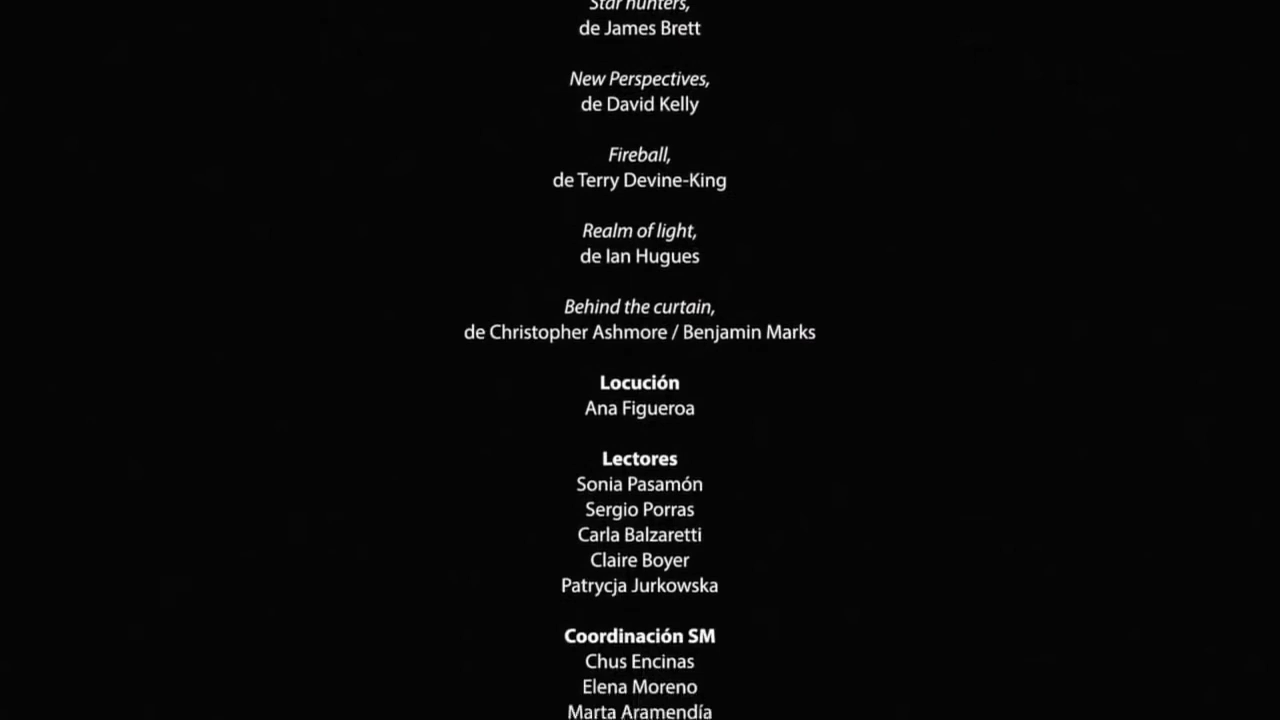 Star hunters,
de James Brett
New Perspectives,
de David Kelly
Fireball,
de Terry Devine-King
Realm of light,
de Ian Hugues
Behind the curtain,
de Christopher Ashmore / Benjamin Marks
Locución
Ana Figueroa
Lectores
Sonia Pasamón
Sergio Porras
Carla Balzaretti
Claire Boyer
Patrycja Jurkowska
Coordinación SM
Chus Encinas
Elena Moreno
Marta Aramendía